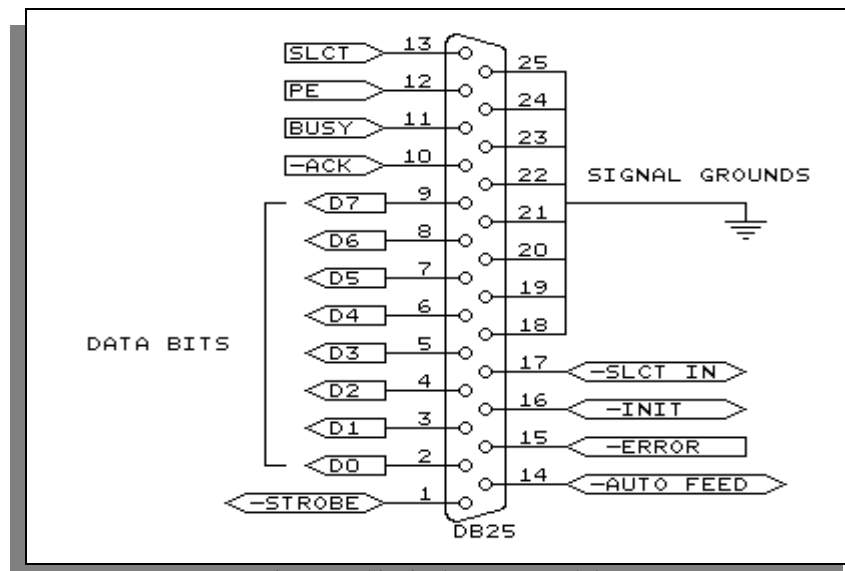 SLCT 13
25
PE 12
24
BUSY 11
23
-ACK 10
22
SIGNAL GROUNDS
D7 9
21
D6 8
20
D5 7
19
D4 6
18
DATA BITS
D3 5
17 -SLCT IN
D2 4
16 -INIT
D1 3
15 -ERROR
D0 2
14 -AUTO FEED
-STROBE 1
DB25